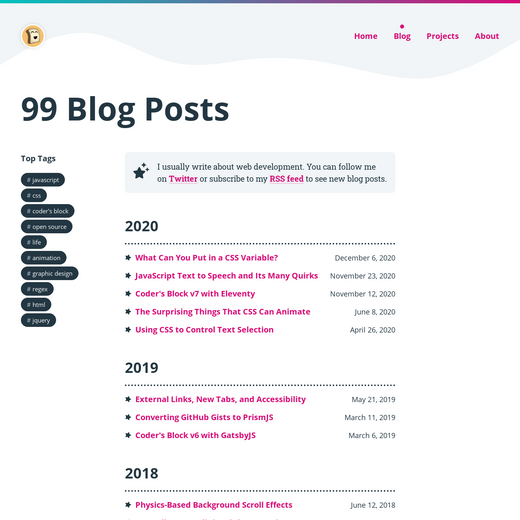 Home Blog Projects About
99 Blog Posts
Top Tags
# javascript
# css
# coder's block
# open source
# life
# animation
# graphic design
# regex
# html
# jquery
I usually write about web development. You can follow me
on Twitter or subscribe to my RSS feed to see new blog posts.
2020
What Can You Put in a CSS Variable? December 6, 2020
JavaScript Text to Speech and Its Many Quirks November 23, 2020
Coder's Block v7 with Eleventy November 12, 2020
The Surprising Things That CSS Can Animate June 8, 2020
Using CSS to Control Text Selection April 26, 2020
2019
External Links, New Tabs, and Accessibility May 21, 2019
Converting GitHub Gists to PrismJS March 11, 2019
Coder's Block v6 with GatsbyJS March 6, 2019
2018
Physics-Based Background Scroll Effects June 12, 2018